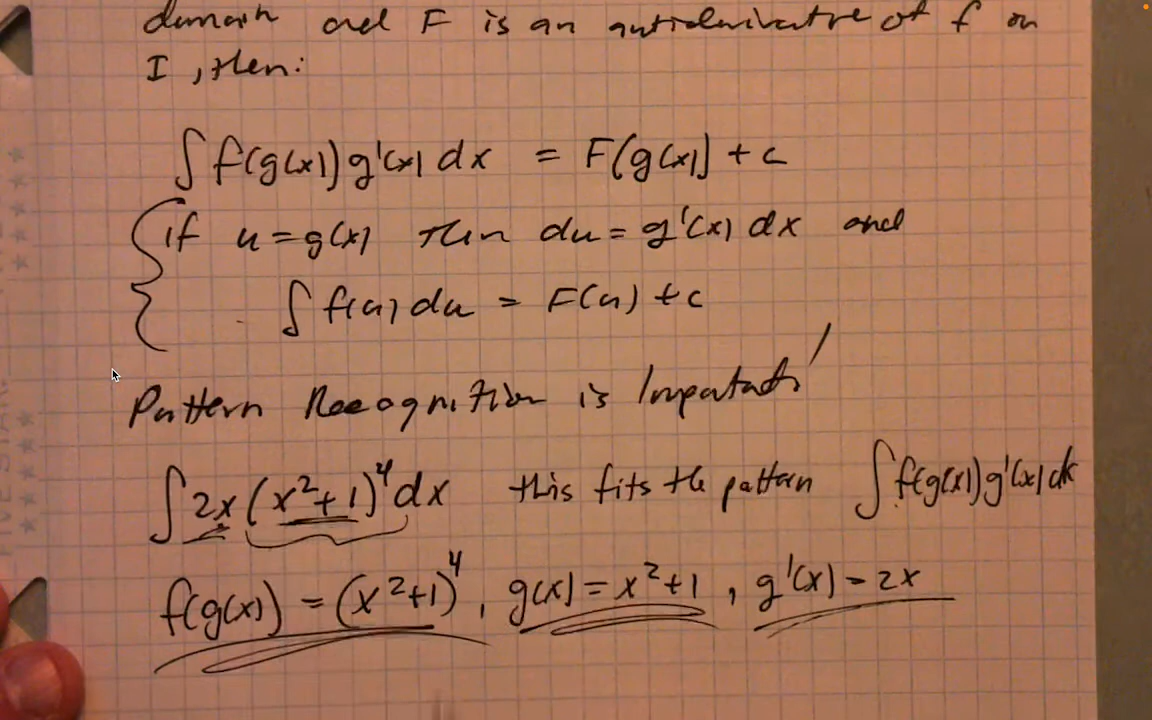 domain and F is an antiderivative of f on
I, then:
∫ f(g(x)) g'(x) dx = F(g(x)) + c
if u = g(x) then du = g'(x) dx and
∫ f(u) du = F(u) + c
Pattern Recognition is Important!
∫ 2x (x²+1)⁴ dx this fits the pattern ∫ f(g(x)) g'(x) dx
f(g(x)) = (x²+1)⁴, g(x) = x²+1, g'(x) = 2x